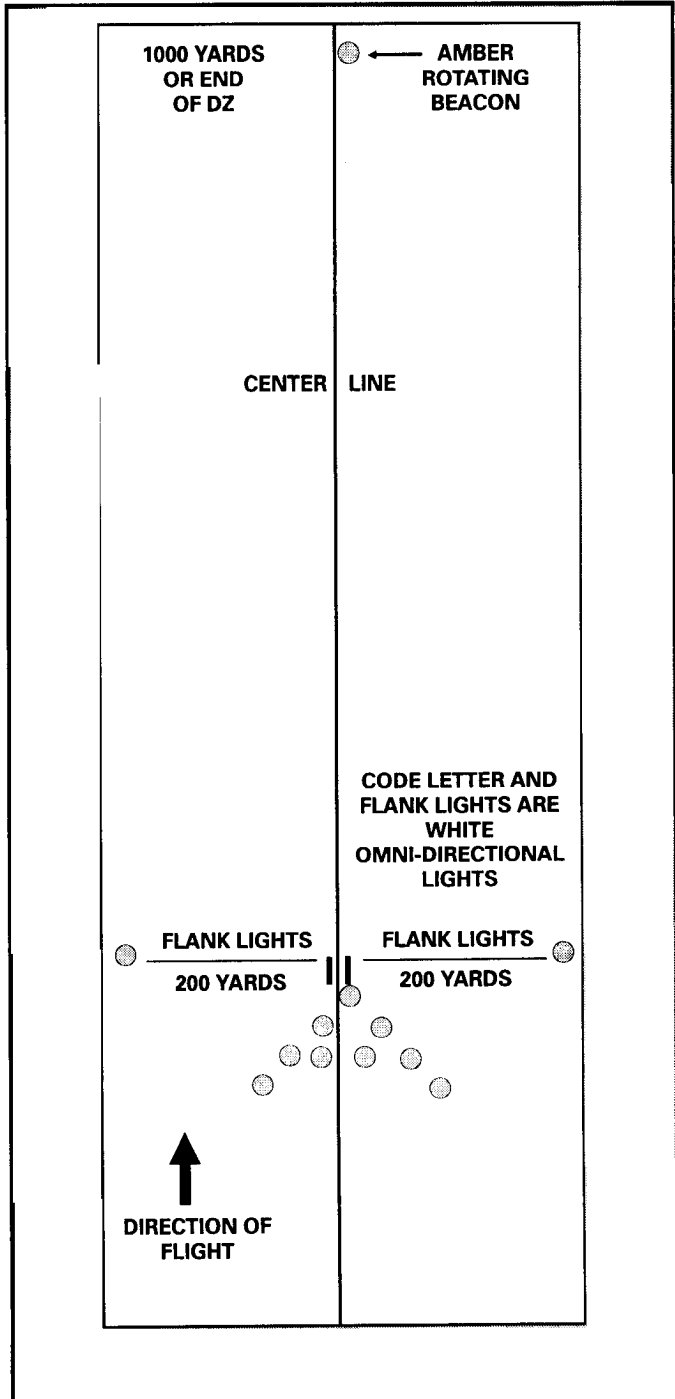 1000 YARDS
OR END
OF DZ
AMBER
ROTATING
BEACON
CENTER LINE
CODE LETTER AND
FLANK LIGHTS ARE
WHITE
OMNI-DIRECTIONAL
LIGHTS
FLANK LIGHTS
200 YARDS
FLANK LIGHTS
200 YARDS
DIRECTION OF
FLIGHT